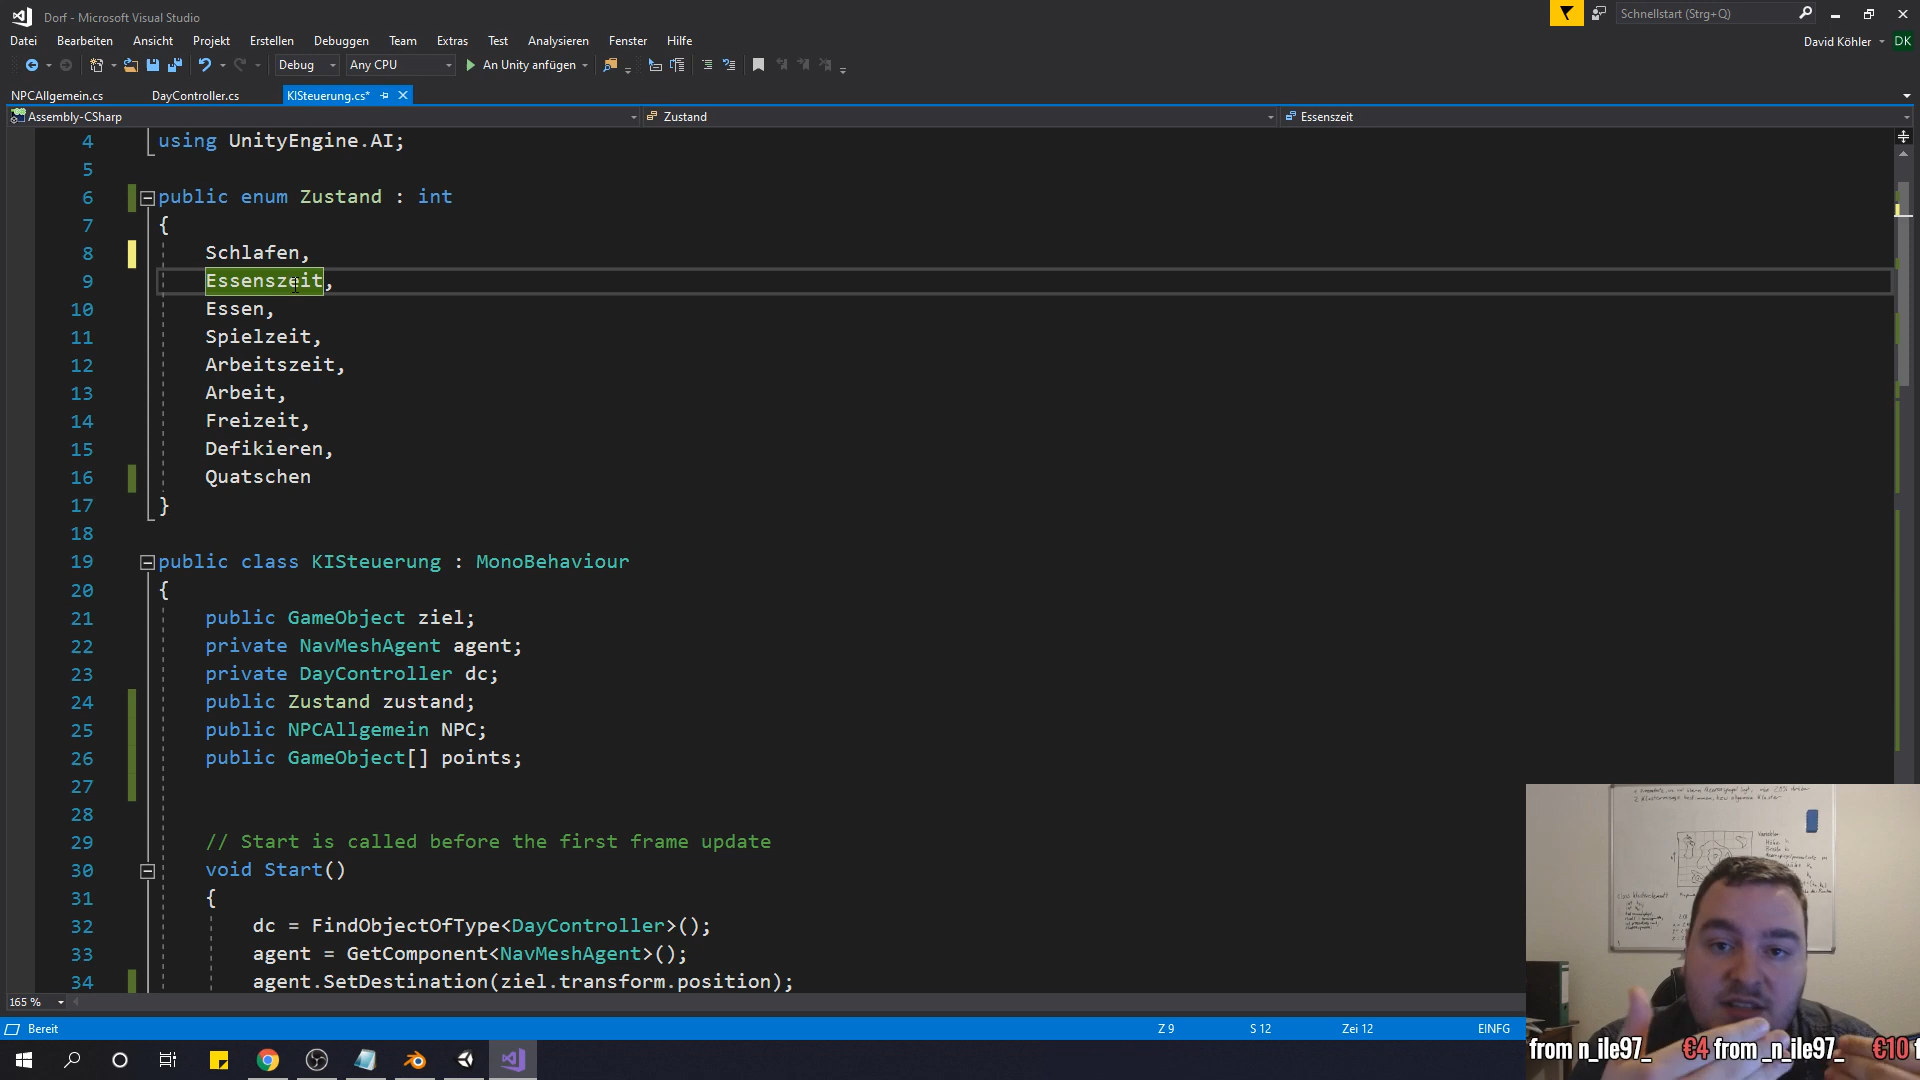 Dorf - Microsoft Visual Studio
Schnellstart (Strg+Q)
Datei Bearbeiten Ansicht Projekt Erstellen Debuggen Team Extras Test Analysieren Fenster Hilfe
David Köhler DK
Debug Any CPU An Unity anfügen
NPCAllgemein.cs DayController.cs KISteuerung.cs*
Assembly-CSharp Zustand Essenszeit
4 using UnityEngine.AI;
5
6 public enum Zustand : int
7 {
8 Schlafen,
9 Essenszeit,
10 Essen,
11 Spielzeit,
12 Arbeitszeit,
13 Arbeit,
14 Freizeit,
15 Defikieren,
16 Quatschen
17 }
18
19 public class KISteuerung : MonoBehaviour
20 {
21 public GameObject ziel;
22 private NavMeshAgent agent;
23 private DayController dc;
24 public Zustand zustand;
25 public NPCAllgemein NPC;
26 public GameObject[] points;
27
28
29 // Start is called before the first frame update
30 void Start()
31 {
32 dc = FindObjectOfType<DayController>();
33 agent = GetComponent<NavMeshAgent>();
34 agent.SetDestination(ziel.transform.position);
165 %
Bereit Z 9 S 12 Zei 12 EINFG
from n_ile97_ €4 from _n_ile97_ €10 f